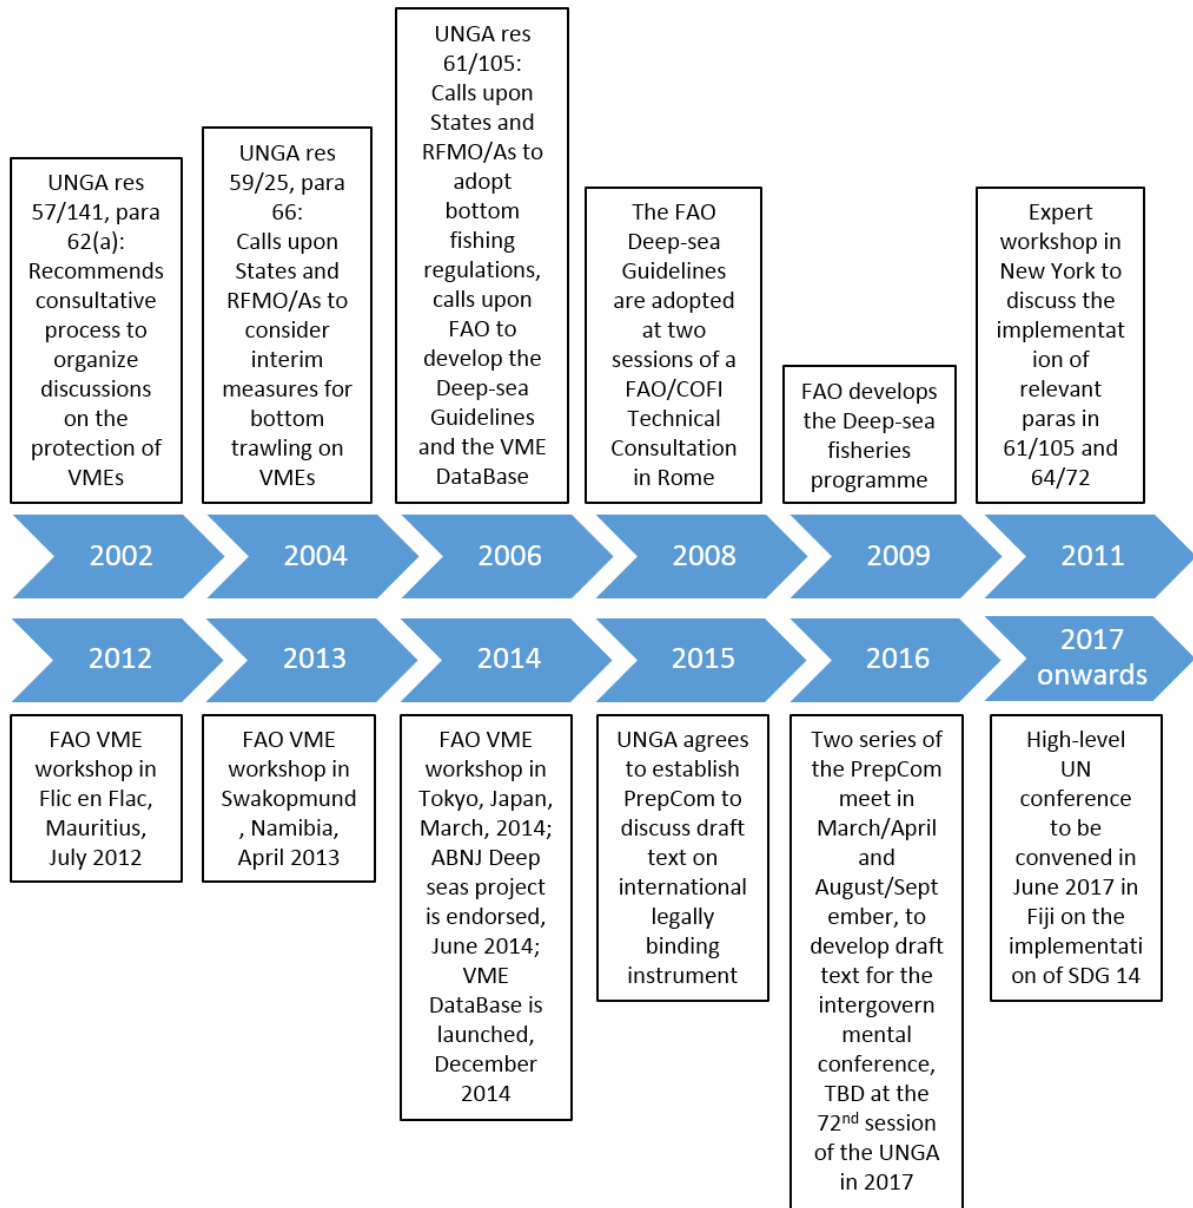 UNGA res
57/141, para
62(a):
Recommends
consultative
process to
organize
discussions
on the
protection of
VMEs
UNGA res
59/25, para
66:
Calls upon
States and
RFMO/As to
consider
interim
measures for
bottom
trawling on
VMEs
UNGA res
61/105:
Calls upon
States and
RFMO/As to
adopt
bottom
fishing
regulations,
calls upon
FAO to
develop the
Deep-sea
Guidelines
and the VME
DataBase
The FAO
Deep-sea
Guidelines
are adopted
at two
sessions of a
FAO/COFI
Technical
Consultation
in Rome
FAO develops
the Deep-sea
fisheries
programme
Expert
workshop in
New York to
discuss the
implementat
ion of
relevant
paras in
61/105 and
64/72
2002
2004
2006
2008
2009
2011
2012
2013
2014
2015
2016
2017
onwards
FAO VME
workshop in
Flic en Flac,
Mauritius,
July 2012
FAO VME
workshop in
Swakopmund
, Namibia,
April 2013
FAO VME
workshop in
Tokyo, Japan,
March, 2014;
ABNJ Deep
seas project
is endorsed,
June 2014;
VME
DataBase is
launched,
December
2014
UNGA agrees
to establish
PrepCom to
discuss draft
text on
international
legally
binding
instrument
Two series of
the PrepCom
meet in
March/April
and
August/Sept
ember, to
develop draft
text for the
intergovern
mental
conference,
TBD at the
72nd session
of the UNGA
in 2017
High-level
UN
conference
to be
convened in
June 2017 in
Fiji on the
implementati
on of SDG 14